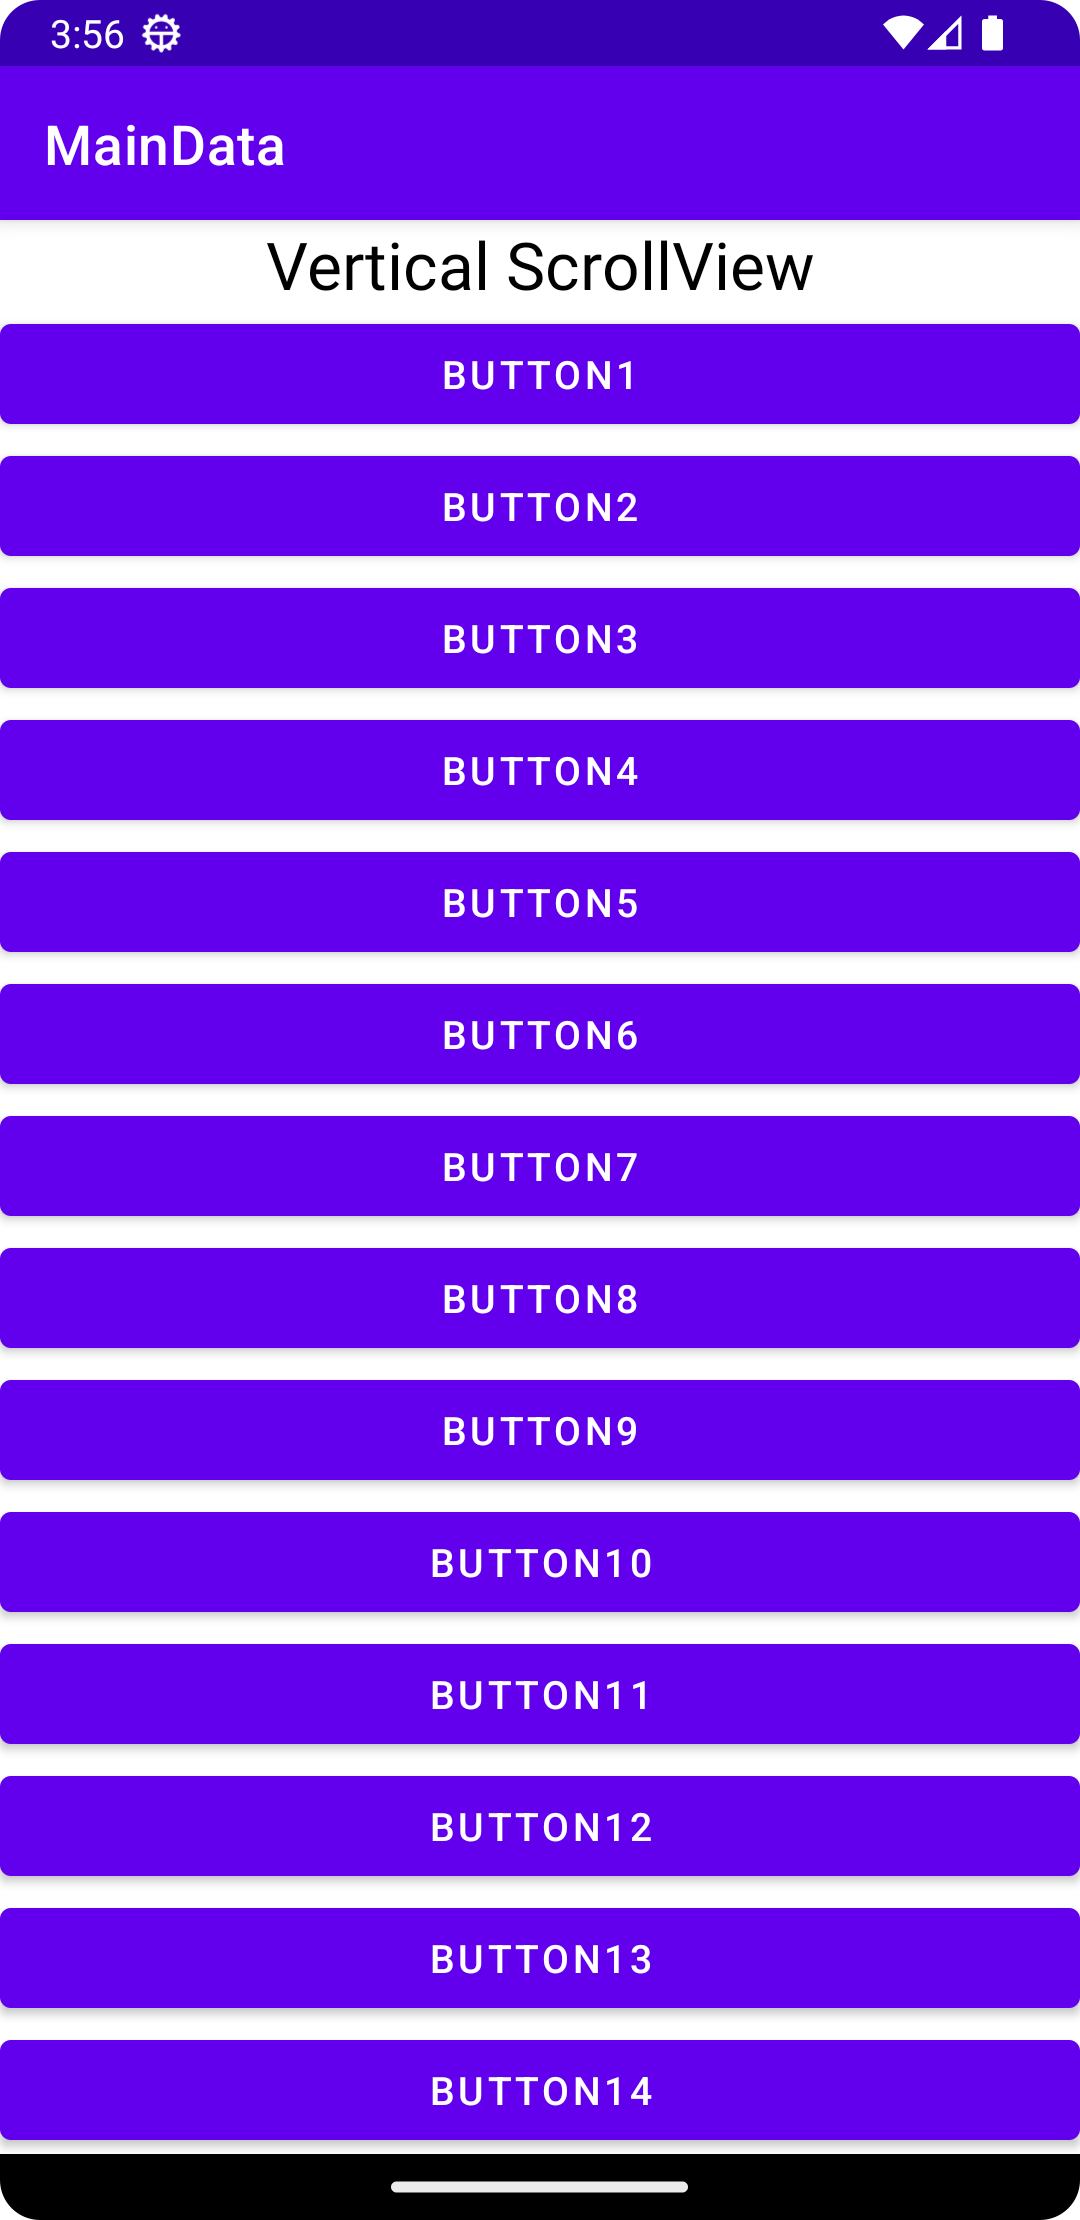 3:56
MainData
Vertical ScrollView
BUTTON1
BUTTON2
BUTTON3
BUTTON4
BUTTON5
BUTTON6
BUTTON7
BUTTON8
BUTTON9
BUTTON10
BUTTON11
BUTTON12
BUTTON13
BUTTON14